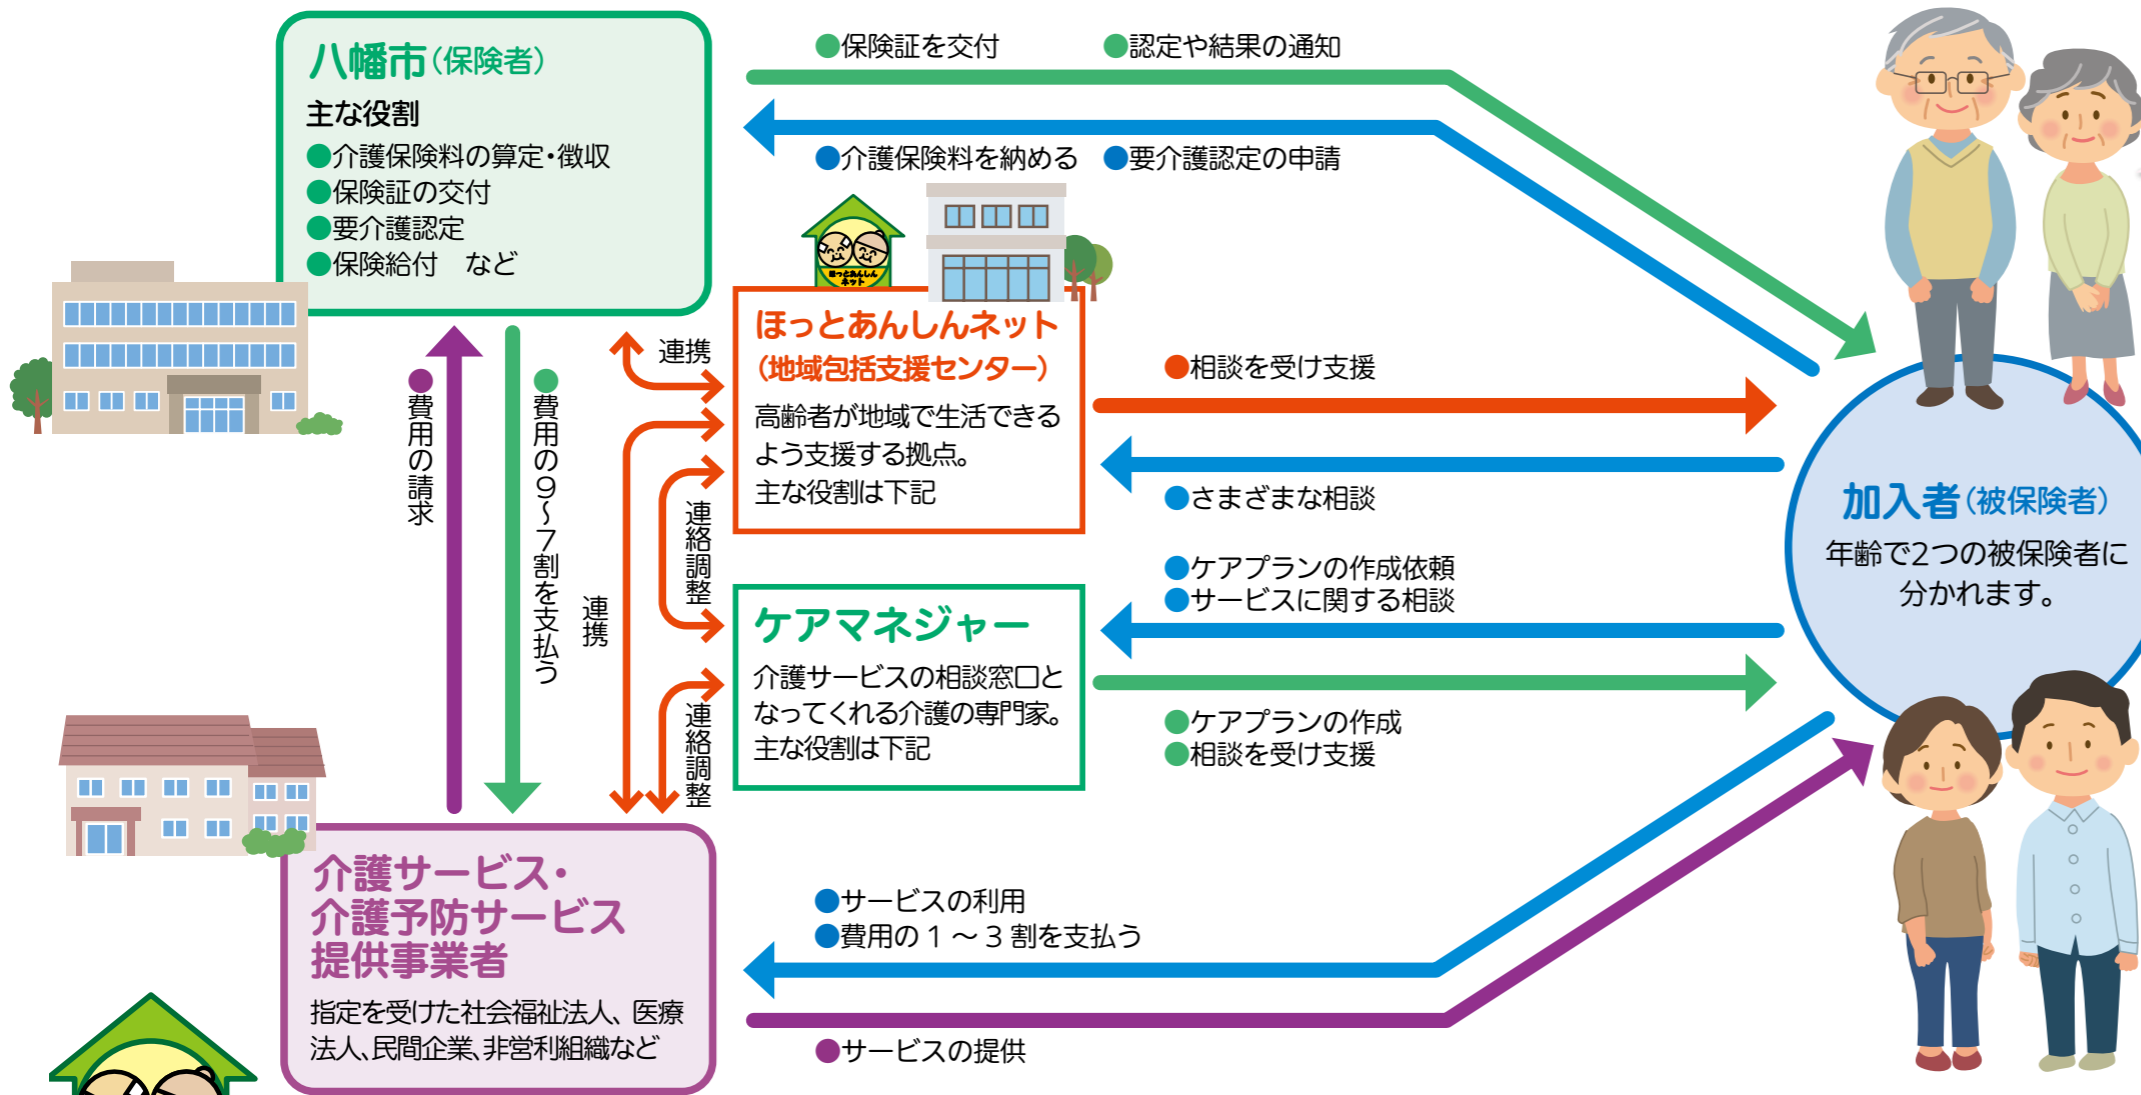 八幡市(保険者)
主な役割
●介護保険料の算定・徴収
●保険証の交付
●要介護認定
●保険給付　など
●保険証を交付
●認定や結果の通知
●介護保険料を納める
●要介護認定の申請
ほっとあんしん
ネット
ほっとあんしんネット
(地域包括支援センター)
高齢者が地域で生活できる
よう支援する拠点。
主な役割は下記
連携
●費用の請求
●費用の9〜7割を支払う
連携
連絡調整
連絡調整
●相談を受け支援
●さまざまな相談
●ケアプランの作成依頼
●サービスに関する相談
ケアマネジャー
介護サービスの相談窓口と
なってくれる介護の専門家。
主な役割は下記
●ケアプランの作成
●相談を受け支援
加入者(被保険者)
年齢で2つの被保険者に
分かれます。
介護サービス・
介護予防サービス
提供事業者
指定を受けた社会福祉法人、医療
法人、民間企業、非営利組織など
●サービスの利用
●費用の1〜3割を支払う
●サービスの提供